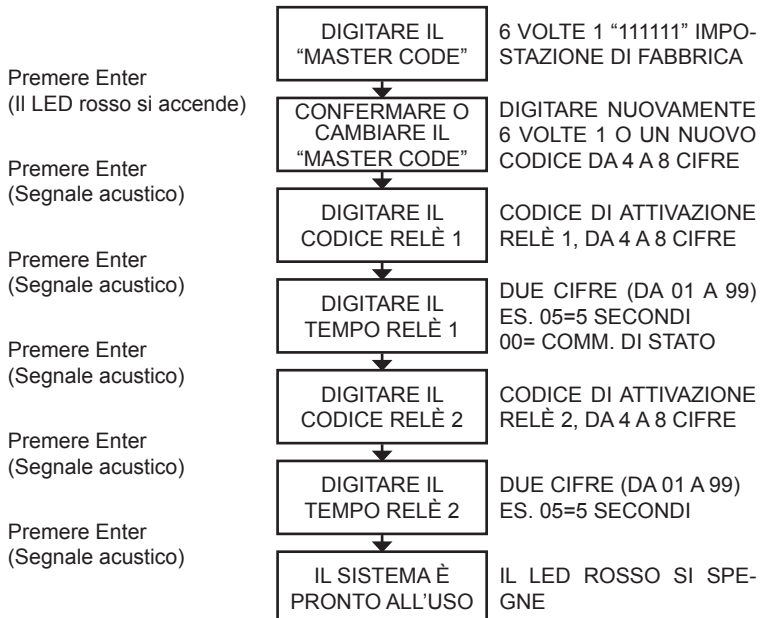 DIGITARE IL
“MASTER CODE”
6 VOLTE 1 “111111” IMPO-
STAZIONE DI FABBRICA
Premere Enter
(Il LED rosso si accende)
CONFERMARE O
CAMBIARE IL
“MASTER CODE”
DIGITARE NUOVAMENTE
6 VOLTE 1 O UN NUOVO
CODICE DA 4 A 8 CIFRE
Premere Enter
(Segnale acustico)
DIGITARE IL
CODICE RELÈ 1
CODICE DI ATTIVAZIONE
RELÈ 1, DA 4 A 8 CIFRE
Premere Enter
(Segnale acustico)
DIGITARE IL
TEMPO RELÈ 1
DUE CIFRE (DA 01 A 99)
ES. 05=5 SECONDI
00= COMM. DI STATO
Premere Enter
(Segnale acustico)
DIGITARE IL
CODICE RELÈ 2
CODICE DI ATTIVAZIONE
RELÈ 2, DA 4 A 8 CIFRE
Premere Enter
(Segnale acustico)
DIGITARE IL
TEMPO RELÈ 2
DUE CIFRE (DA 01 A 99)
ES. 05=5 SECONDI
Premere Enter
(Segnale acustico)
IL SISTEMA È
PRONTO ALL’USO
IL LED ROSSO SI SPE-
GNE